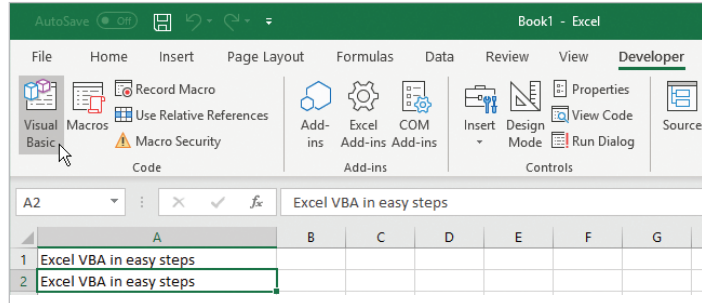 AutoSave Off Book1 - Excel
File Home Insert Page Layout Formulas Data Review View Developer
Visual Basic
Macros
Record Macro
Use Relative References
Macro Security
Code
Add-
ins
Excel
Add-ins
COM
Add-ins
Add-ins
Insert
Design
Mode
Properties
View Code
Run Dialog
Controls
Source
A2 fx Excel VBA in easy steps
A B C D E F G
1 Excel VBA in easy steps
2 Excel VBA in easy steps